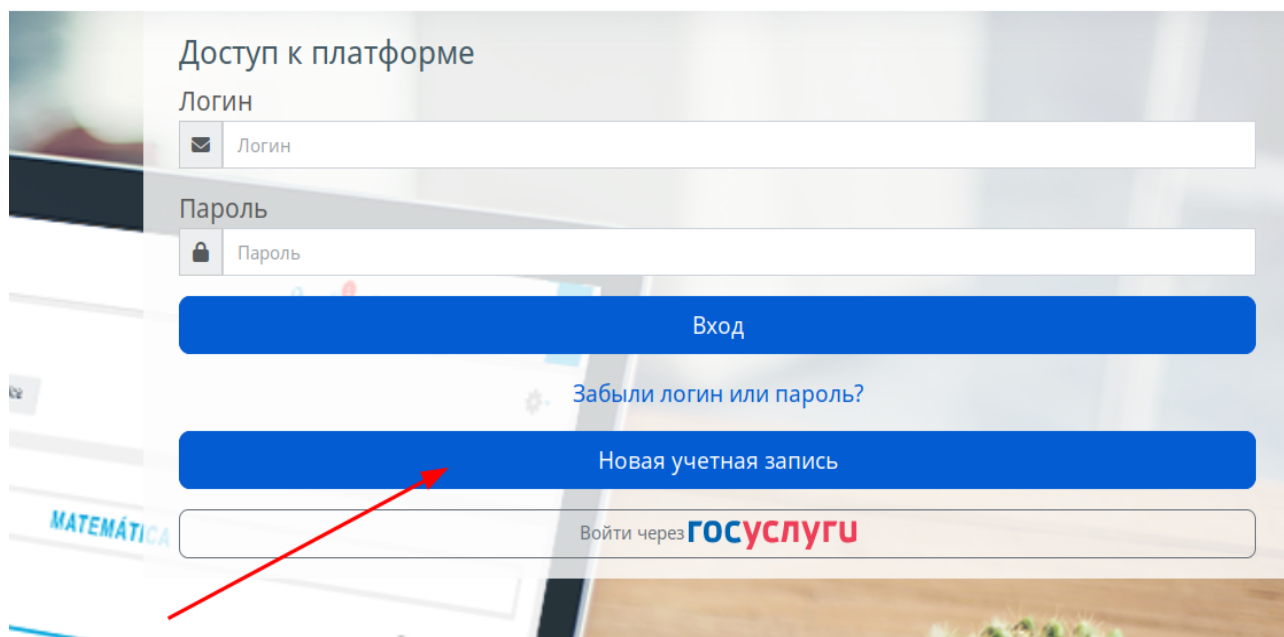 Доступ к платформе
Логин
Логин
Пароль
Пароль
Вход
Забыли логин или пароль?
Новая учетная запись
Войти через госуслуги
MATEMÁTICA